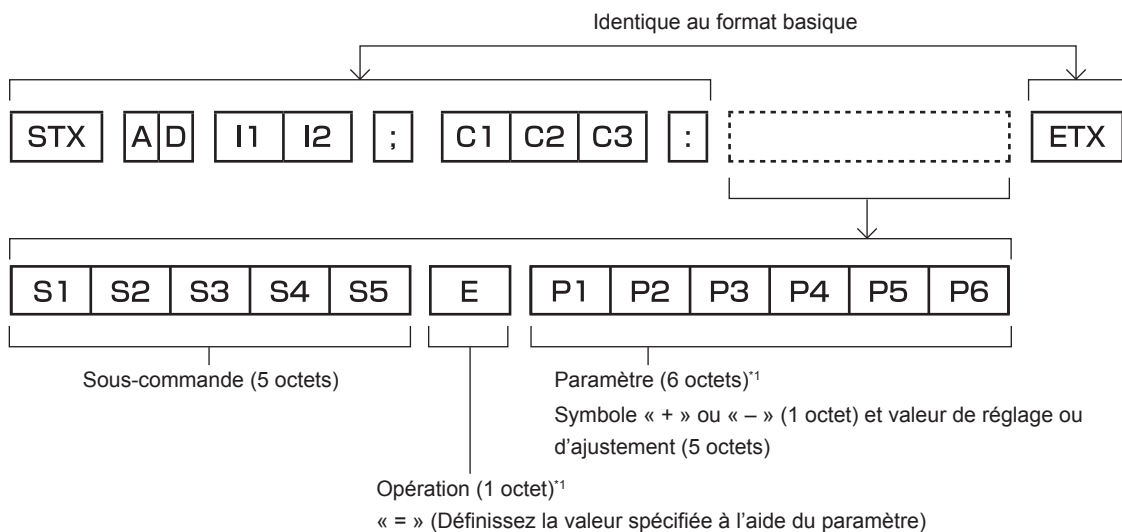 Identique au format basique
STX A D I1 I2 ; C1 C2 C3 : ETX
S1 S2 S3 S4 S5 E P1 P2 P3 P4 P5 P6
Sous-commande (5 octets)
Paramètre (6 octets)*1
Symbole « + » ou « – » (1 octet) et valeur de réglage ou
d’ajustement (5 octets)
Opération (1 octet)*1
« = » (Définissez la valeur spécifiée à l’aide du paramètre)